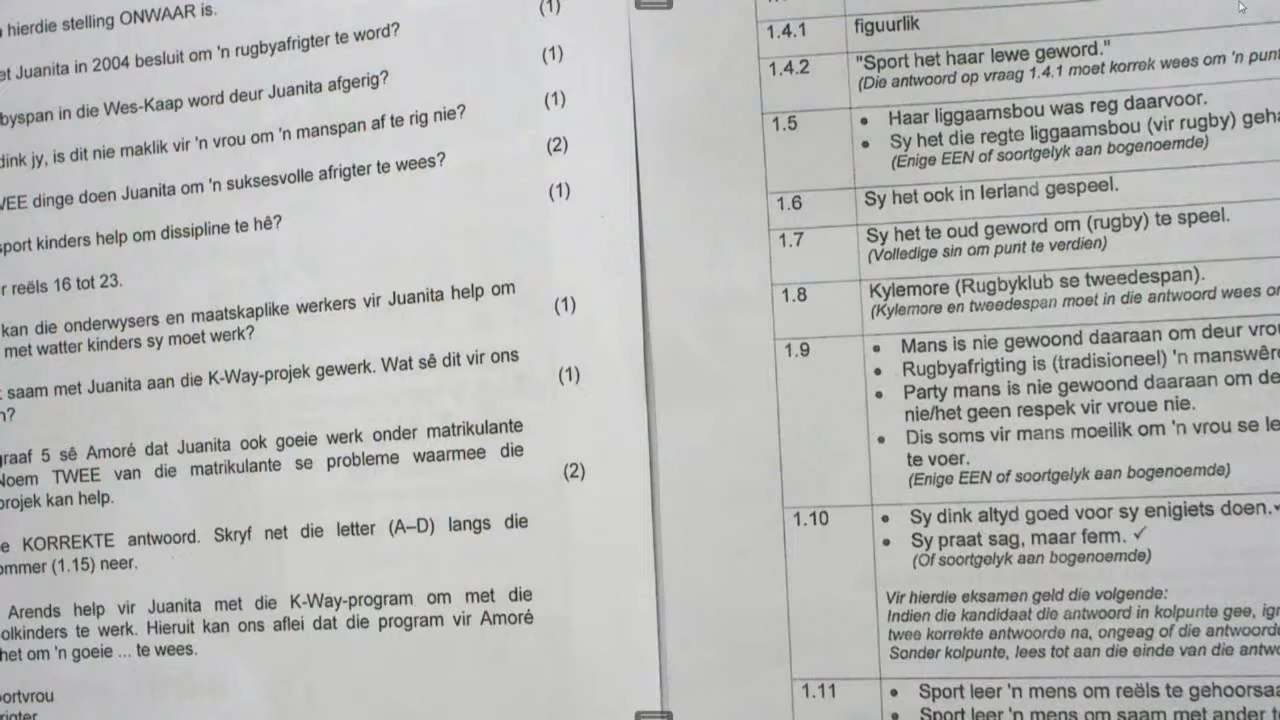 hierdie stelling ONWAAR is.
(1)
et Juanita in 2004 besluit om 'n rugbyafrigter te word?
(1)
byspan in die Wes-Kaap word deur Juanita afgerig?
(1)
dink jy, is dit nie maklik vir 'n vrou om 'n manspan af te rig nie?
(2)
VEE dinge doen Juanita om 'n suksesvolle afrigter te wees?
(1)
sport kinders help om dissipline te hê?
r reëls 16 tot 23.
kan die onderwysers en maatskaplike werkers vir Juanita help om
(1)
met watter kinders sy moet werk?
saam met Juanita aan die K-Way-projek gewerk. Wat sê dit vir ons
(1)
n?
graaf 5 sê Amoré dat Juanita ook goeie werk onder matrikulante
Noem TWEE van die matrikulante se probleme waarmee die
(2)
projek kan help.
e KORREKTE antwoord. Skryf net die letter (A–D) langs die
ommer (1.15) neer.
Arends help vir Juanita met die K-Way-program om met die
olkinders te werk. Hieruit kan ons aflei dat die program vir Amoré
het om 'n goeie ... te wees.
portvrou
rigter
1.4.1 figuurlik
1.4.2 "Sport het haar lewe geword."
(Die antwoord op vraag 1.4.1 moet korrek wees om 'n punt
1.5 • Haar liggaamsbou was reg daarvoor.
• Sy het die regte liggaamsbou (vir rugby) geha
(Enige EEN of soortgelyk aan bogenoemde)
1.6 Sy het ook in Ierland gespeel.
1.7 Sy het te oud geword om (rugby) te speel.
(Volledige sin om punt te verdien)
1.8 Kylemore (Rugbyklub se tweedespan).
(Kylemore en tweedespan moet in die antwoord wees or
1.9 • Mans is nie gewoond daaraan om deur vrou
• Rugbyafrigting is (tradisioneel) 'n manswêre
• Party mans is nie gewoond daaraan om de
nie/het geen respek vir vroue nie.
• Dis soms vir mans moeilik om 'n vrou se le
te voer.
(Enige EEN of soortgelyk aan bogenoemde)
1.10 • Sy dink altyd goed voor sy enigiets doen. ✓
• Sy praat sag, maar ferm. ✓
(Of soortgelyk aan bogenoemde)
Vir hierdie eksamen geld die volgende:
Indien die kandidaat die antwoord in kolpunte gee, ign
twee korrekte antwoorde na, ongeag of die antwoorde
Sonder kolpunte, lees tot aan die einde van die antwo
1.11 • Sport leer 'n mens om reëls te gehoorsaa
• Sport leer 'n mens om saam met ander te